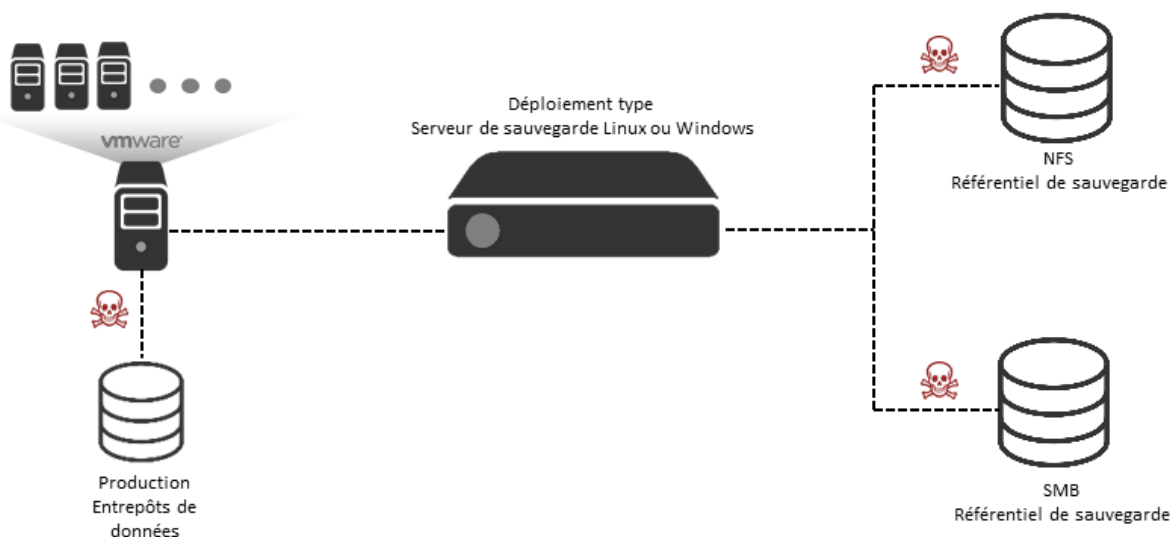 vmware
Déploiement type
Serveur de sauvegarde Linux ou Windows
NFS
Référentiel de sauvegarde
Production
Entrepôts de
données
SMB
Référentiel de sauvegarde